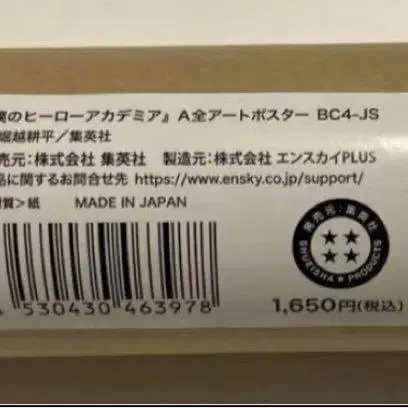 のヒーローアカデミア』 A全アートポスター BC4-JS
堀越耕平／集英社
売元：株式会社 集英社 製造元：株式会社 エンスカイPLUS
品に関するお問合せ先 https://www.ensky.co.jp/support/
質＞紙 MADE IN JAPAN
発売元：集英社
SHUEISHA★PRODUCTS
530430 463978
1,650円(税込)